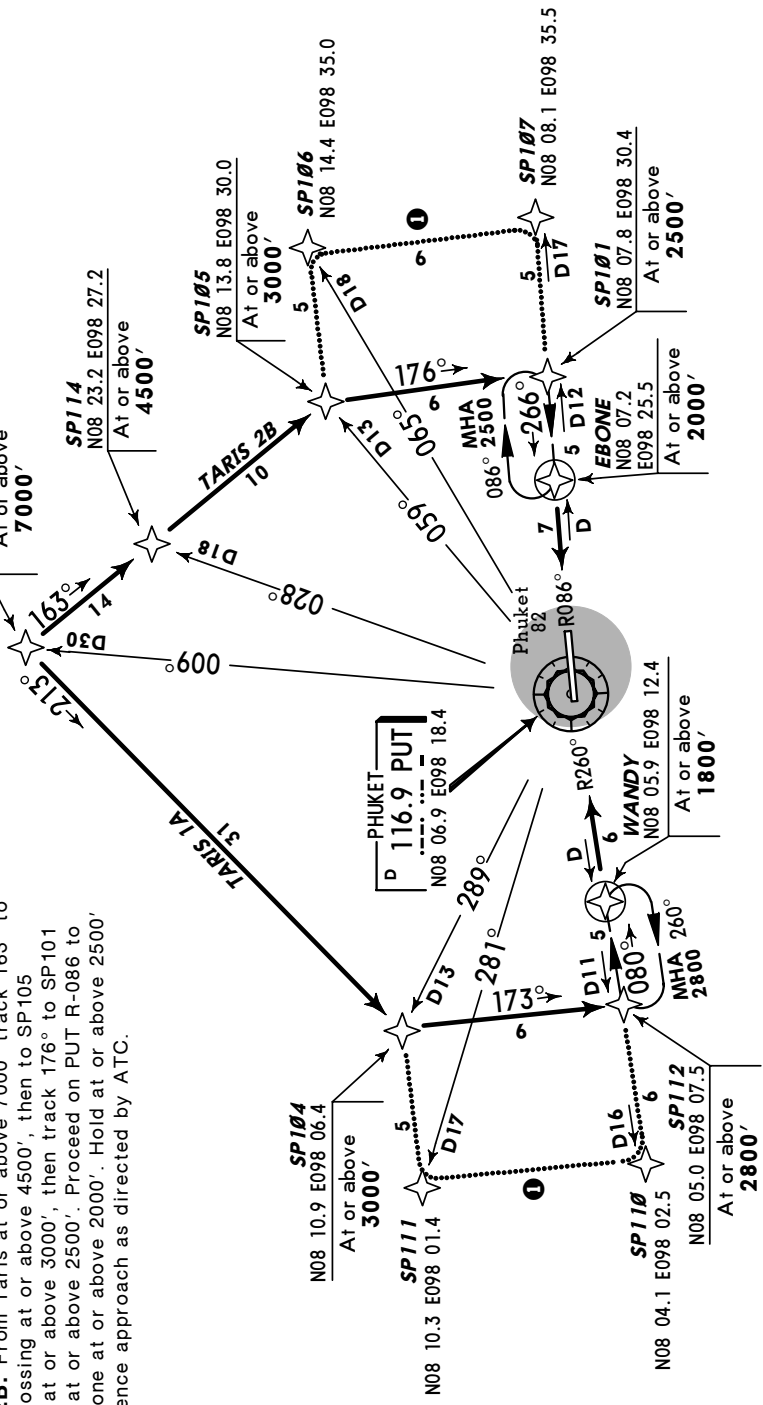 2B. From Taris at or above 7000' track 163° to
ossing at or above 4500', then to SP105
at or above 3000', then track 176° to SP101
at or above 2500'. Proceed on PUT R-086 to
one at or above 2000'. Hold at or above 2500'
ence approach as directed by ATC.
At or above
7000'
SP114
N08 23.2 E098 27.2
At or above
4500'
SP1Ø5
N08 13.8 E098 30.0
At or above
3000'
SP1Ø6
N08 14.4 E098 35.0
SP1Ø7
N08 08.1 E098 35.5
SP1Ø1
N08 07.8 E098 30.4
At or above
2500'
EBONE
N08 07.2
E098 25.5
At or above
2000'
163°
14
213°
D30
TARIS 2B
10
D18
028°
009°
TARIS 1A
31
5
D18
1
6
D13
065°
059°
176°
6
5
D17
MHA
2500
086°
266°
5
D12
7
D
R086°
Phuket
82
PHUKET
D 116.9 PUT
N08 06.9 E098 18.4
R260°
D
6
WANDY
N08 05.9 E098 12.4
At or above
1800'
289°
281°
D13
D17
173°
6
5
D11
5
080°
260°
MHA
2800
D16
6
1
SP1Ø4
N08 10.9 E098 06.4
At or above
3000'
SP111
N08 10.3 E098 01.4
SP11Ø
N08 04.1 E098 02.5
SP112
N08 05.0 E098 07.5
At or above
2800'